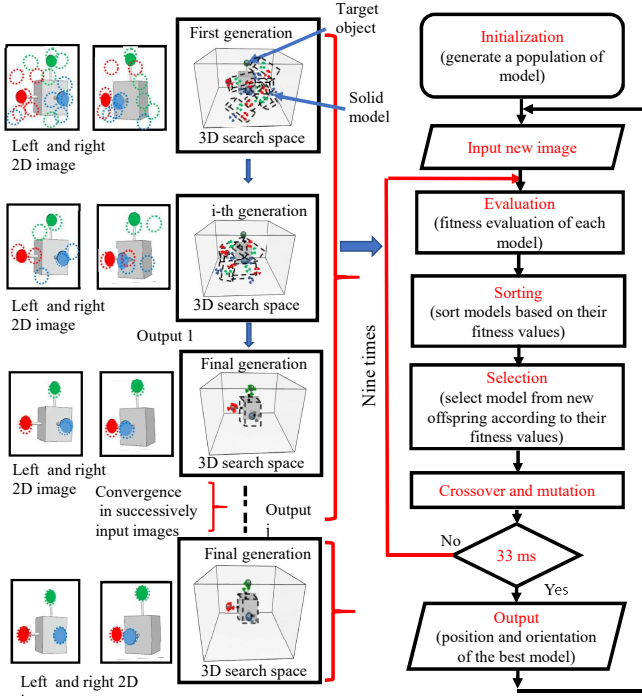 Target
object
First generation
Solid
model
3D search space
Left and right
2D image
i-th generation
3D search space
Left and right
2D image
Output 1
Final generation
3D search space
Left and right
2D image
Convergence
in successively
input images
Output
Final generation
3D search space
Left and right 2D
Nine times
Initialization
(generate a population of
model)
Input new image
Evaluation
(fitness evaluation of each
model)
Sorting
(sort models based on their
fitness values)
Selection
(select model from new
offspring according to their
fitness values)
Crossover and mutation
No
33 ms
Yes
Output
(position and orientation
of the best model)